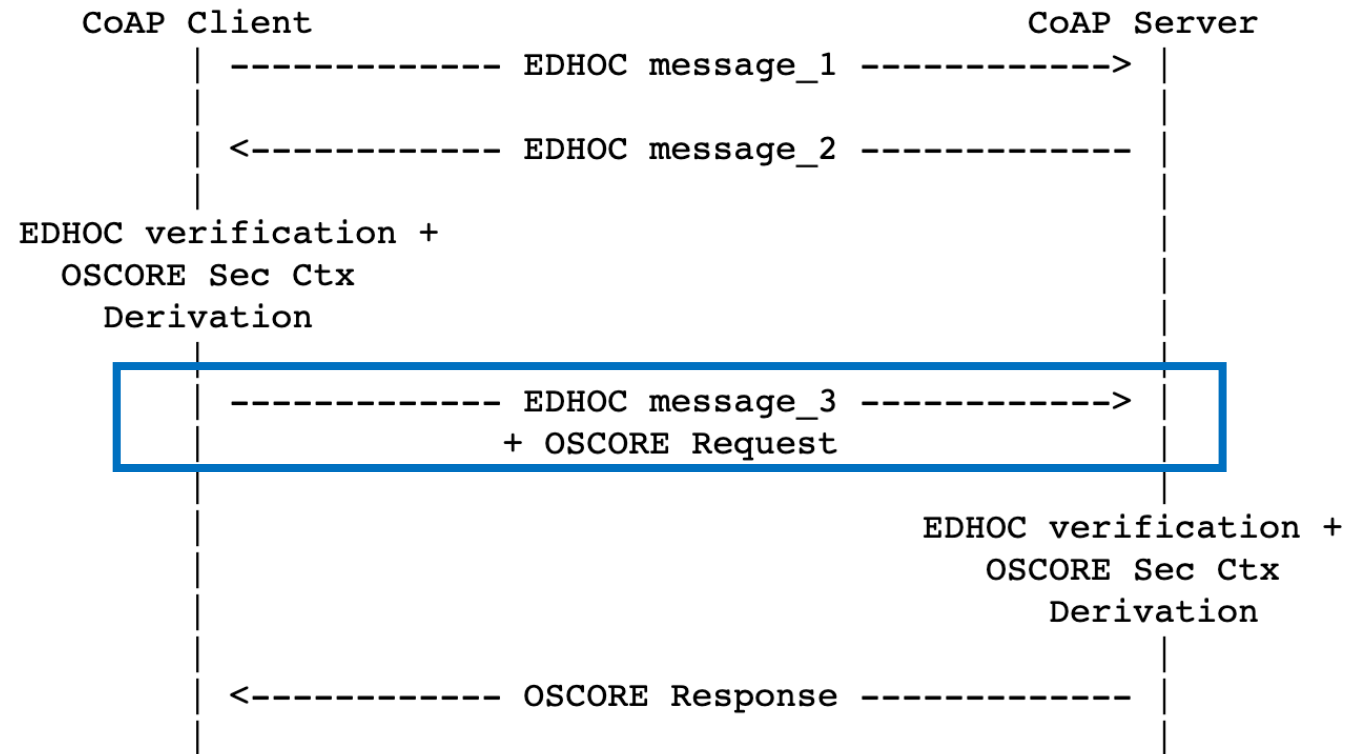 CoAP Client CoAP Server
| ------------- EDHOC message_1 ------------> |
| <------------ EDHOC message_2 ------------- |
EDHOC verification +
OSCORE Sec Ctx
Derivation
| ------------- EDHOC message_3 ------------> |
| + OSCORE Request |
EDHOC verification +
OSCORE Sec Ctx
Derivation
| <------------ OSCORE Response ------------- |